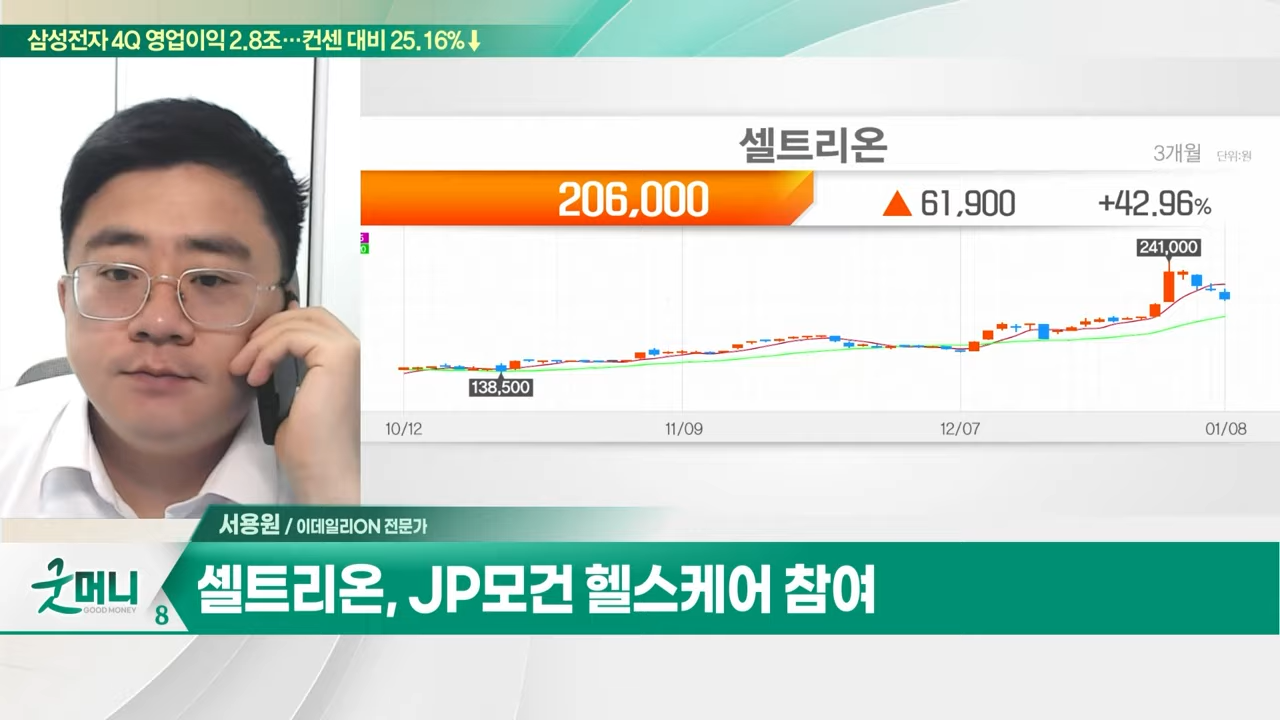 삼성전자 4Q 영업이익 2.8조…컨센 대비 25.16%↓
셀트리온
3개월 단위:원
206,000 ▲ 61,900 +42.96%
241,000
138,500
10/12 11/09 12/07 01/08
서용원 / 이데일리ON 전문가
굿머니
GOOD MONEY
8
셀트리온, JP모건 헬스케어 참여